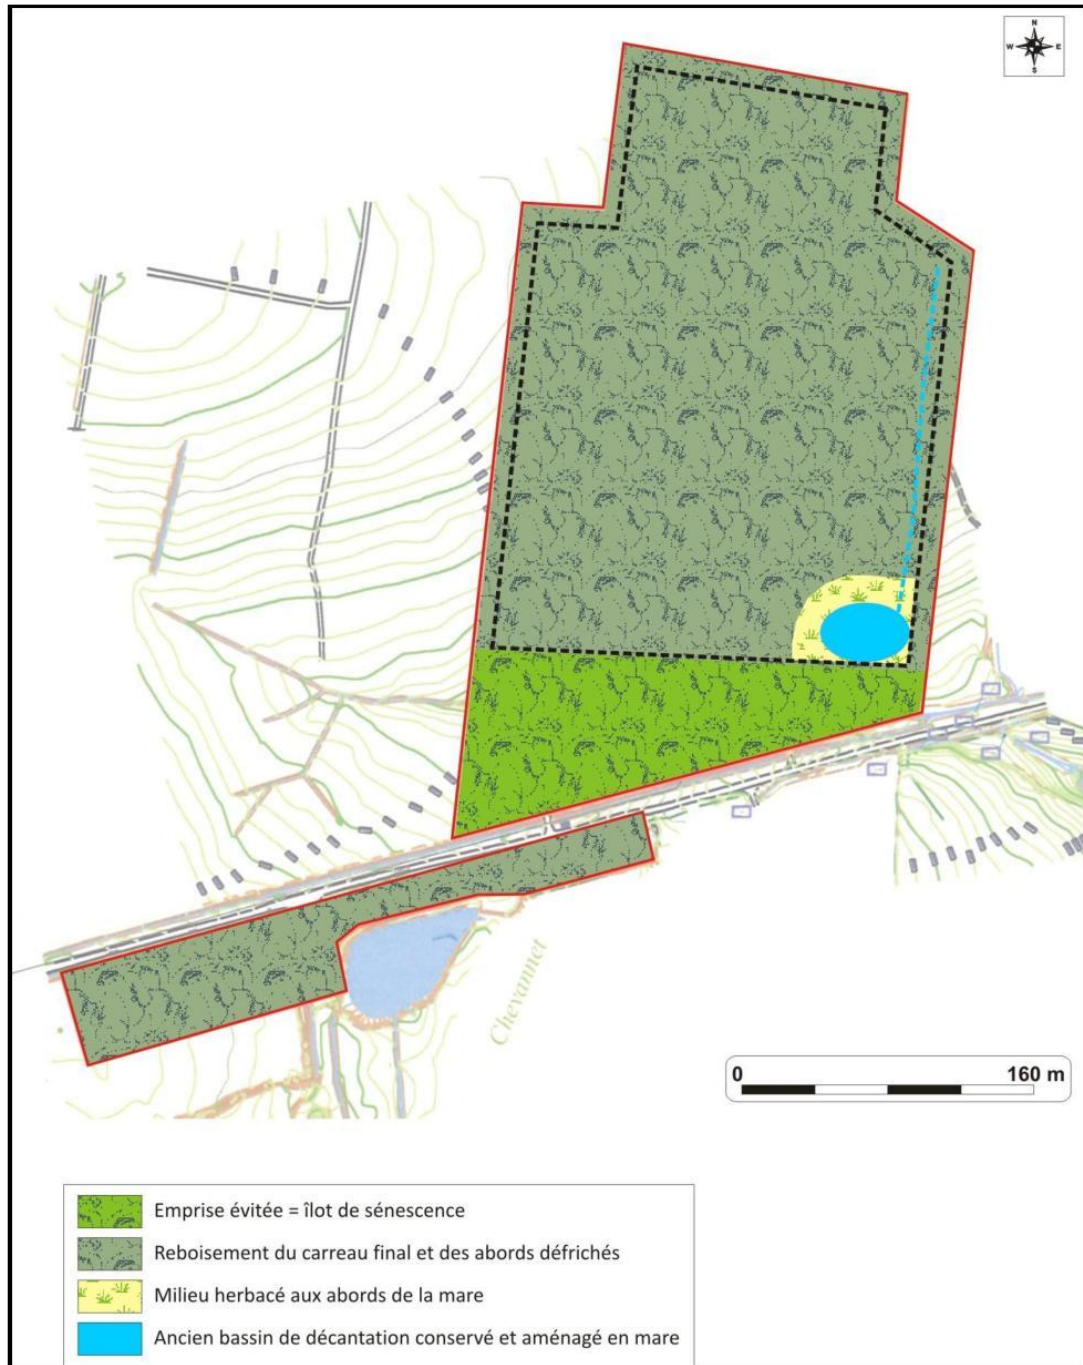 N
W E
S
Chevannet
0 160 m
Emprise évitée = îlot de sénescence
Reboisement du carreau final et des abords défrichés
Milieu herbacé aux abords de la mare
Ancien bassin de décantation conservé et aménagé en mare